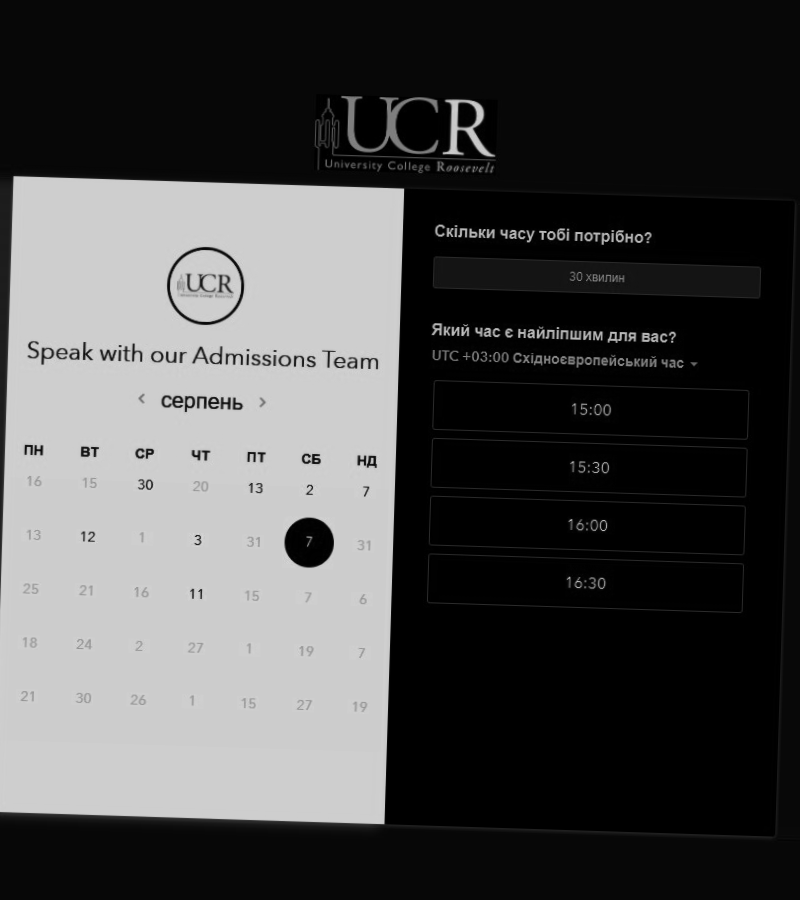 UCR
University College Roosevelt
UCR
Speak with our Admissions Team
серпень
ПН ВТ СР ЧТ ПТ СБ НД
16 15 30 20 13 2 7
13 12 1 3 31 7 31
25 21 16 11 15 7 6
18 24 2 27 1 19 7
21 30 26 1 15 27 19
Скільки часу тобі потрібно?
30 хвилин
Який час є найліпшим для вас?
UTC +03:00 Східноєвропейський час
15:00
15:30
16:00
16:30